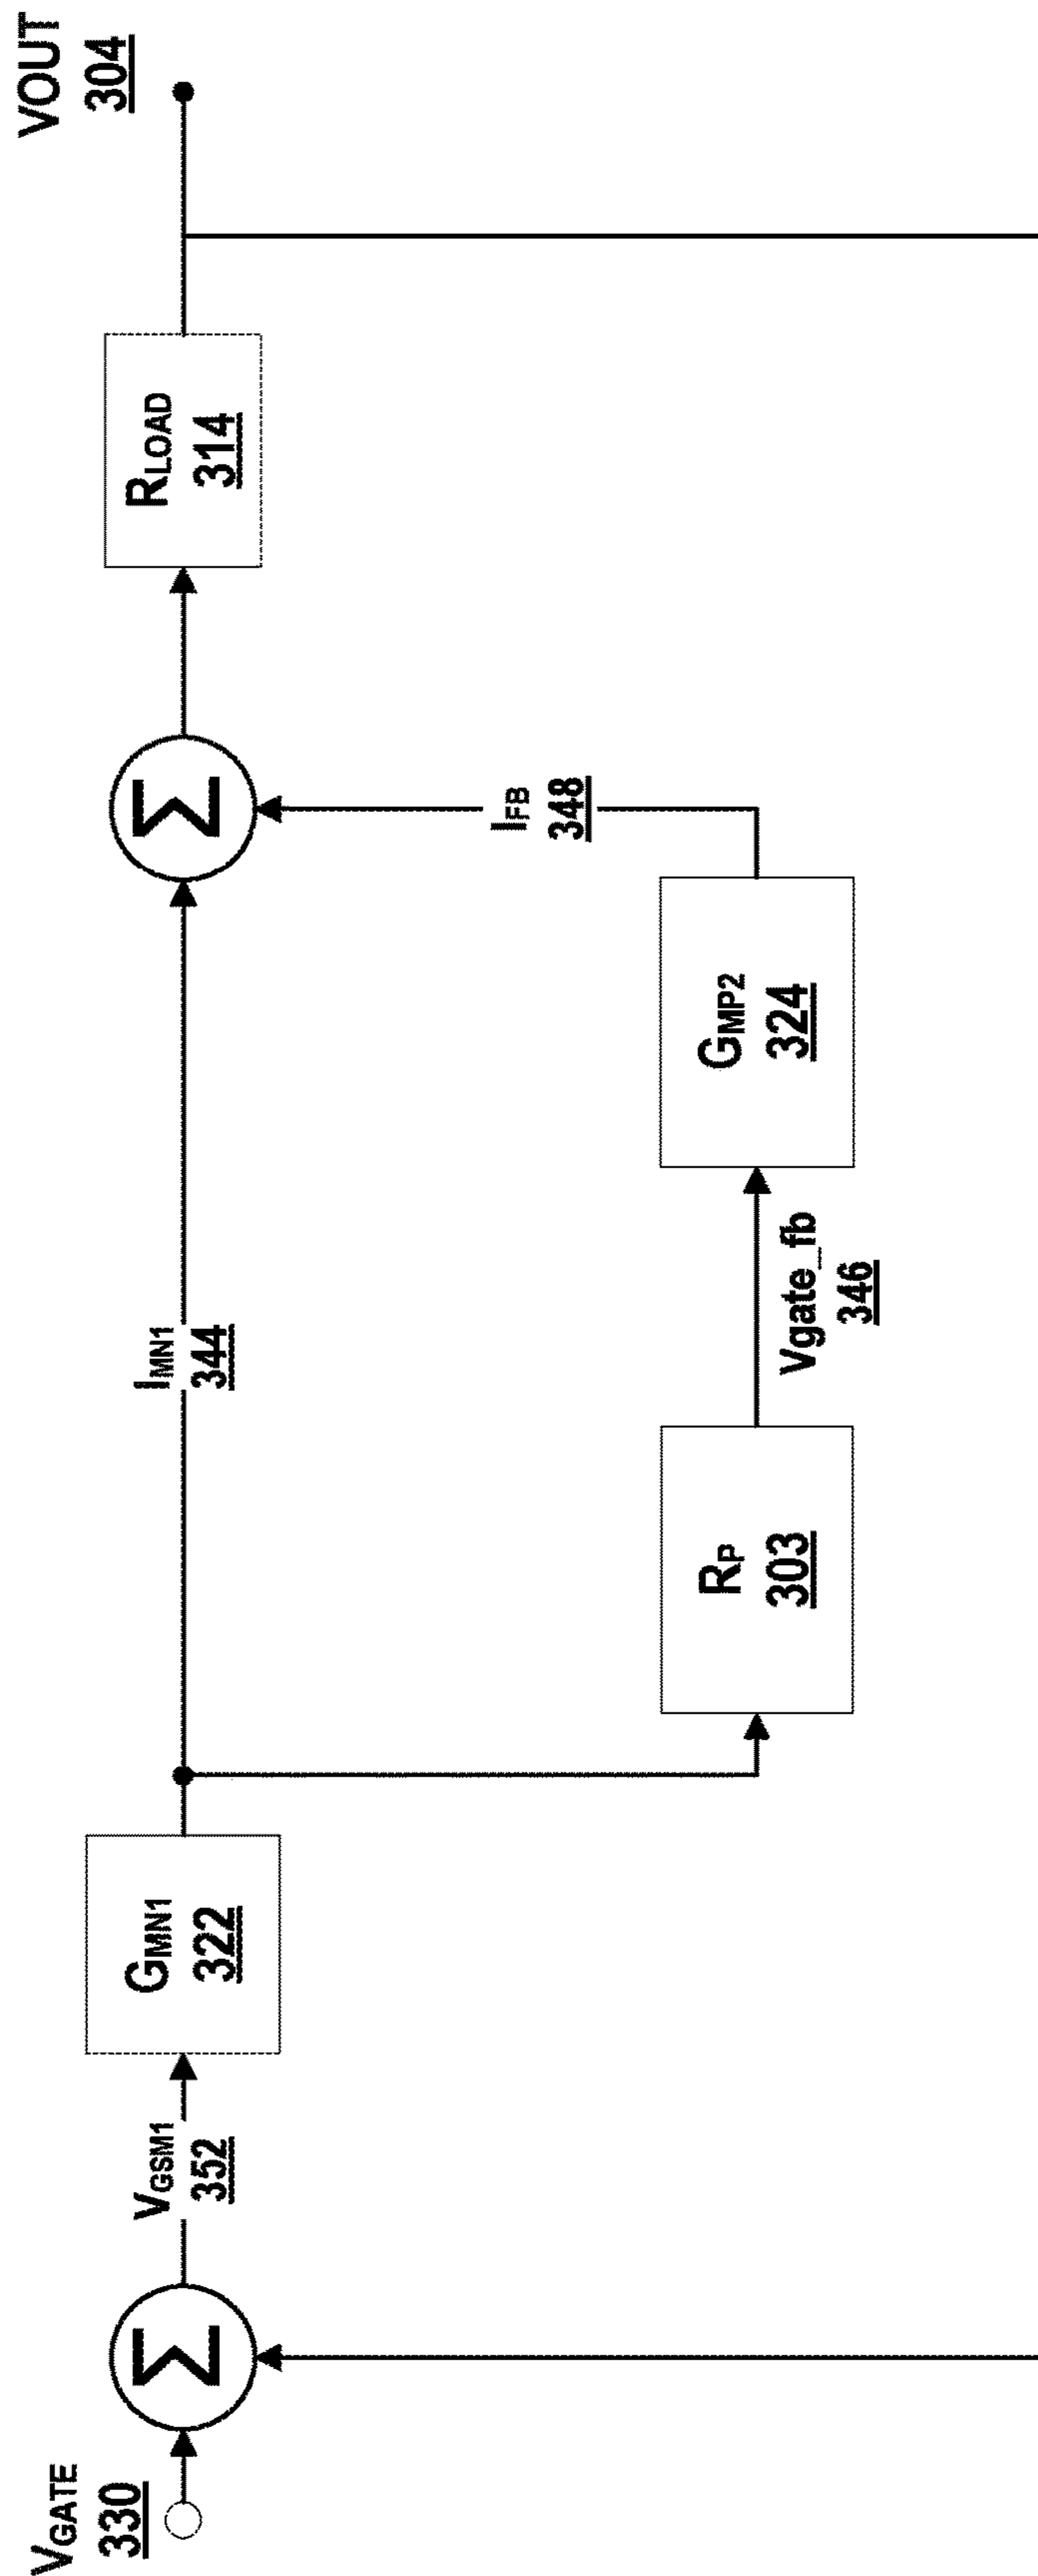 VGATE
330
Σ
VGSM1
352
GMN1
322
IMN1
344
Σ
RLOAD
314
VOUT
304
RP
303
Vgate_fb
346
GMP2
324
IFB
348